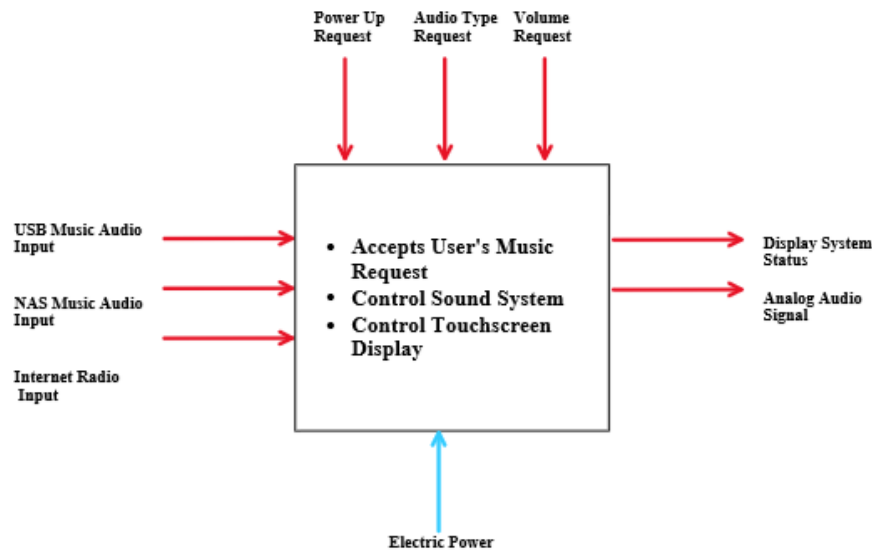 Power Up
Request
Audio Type
Request
Volume
Request
USB Music Audio
Input
NAS Music Audio
Input
Internet Radio
Input
• Accepts User's Music
Request
• Control Sound System
• Control Touchscreen
Display
Display System
Status
Analog Audio
Signal
Electric Power